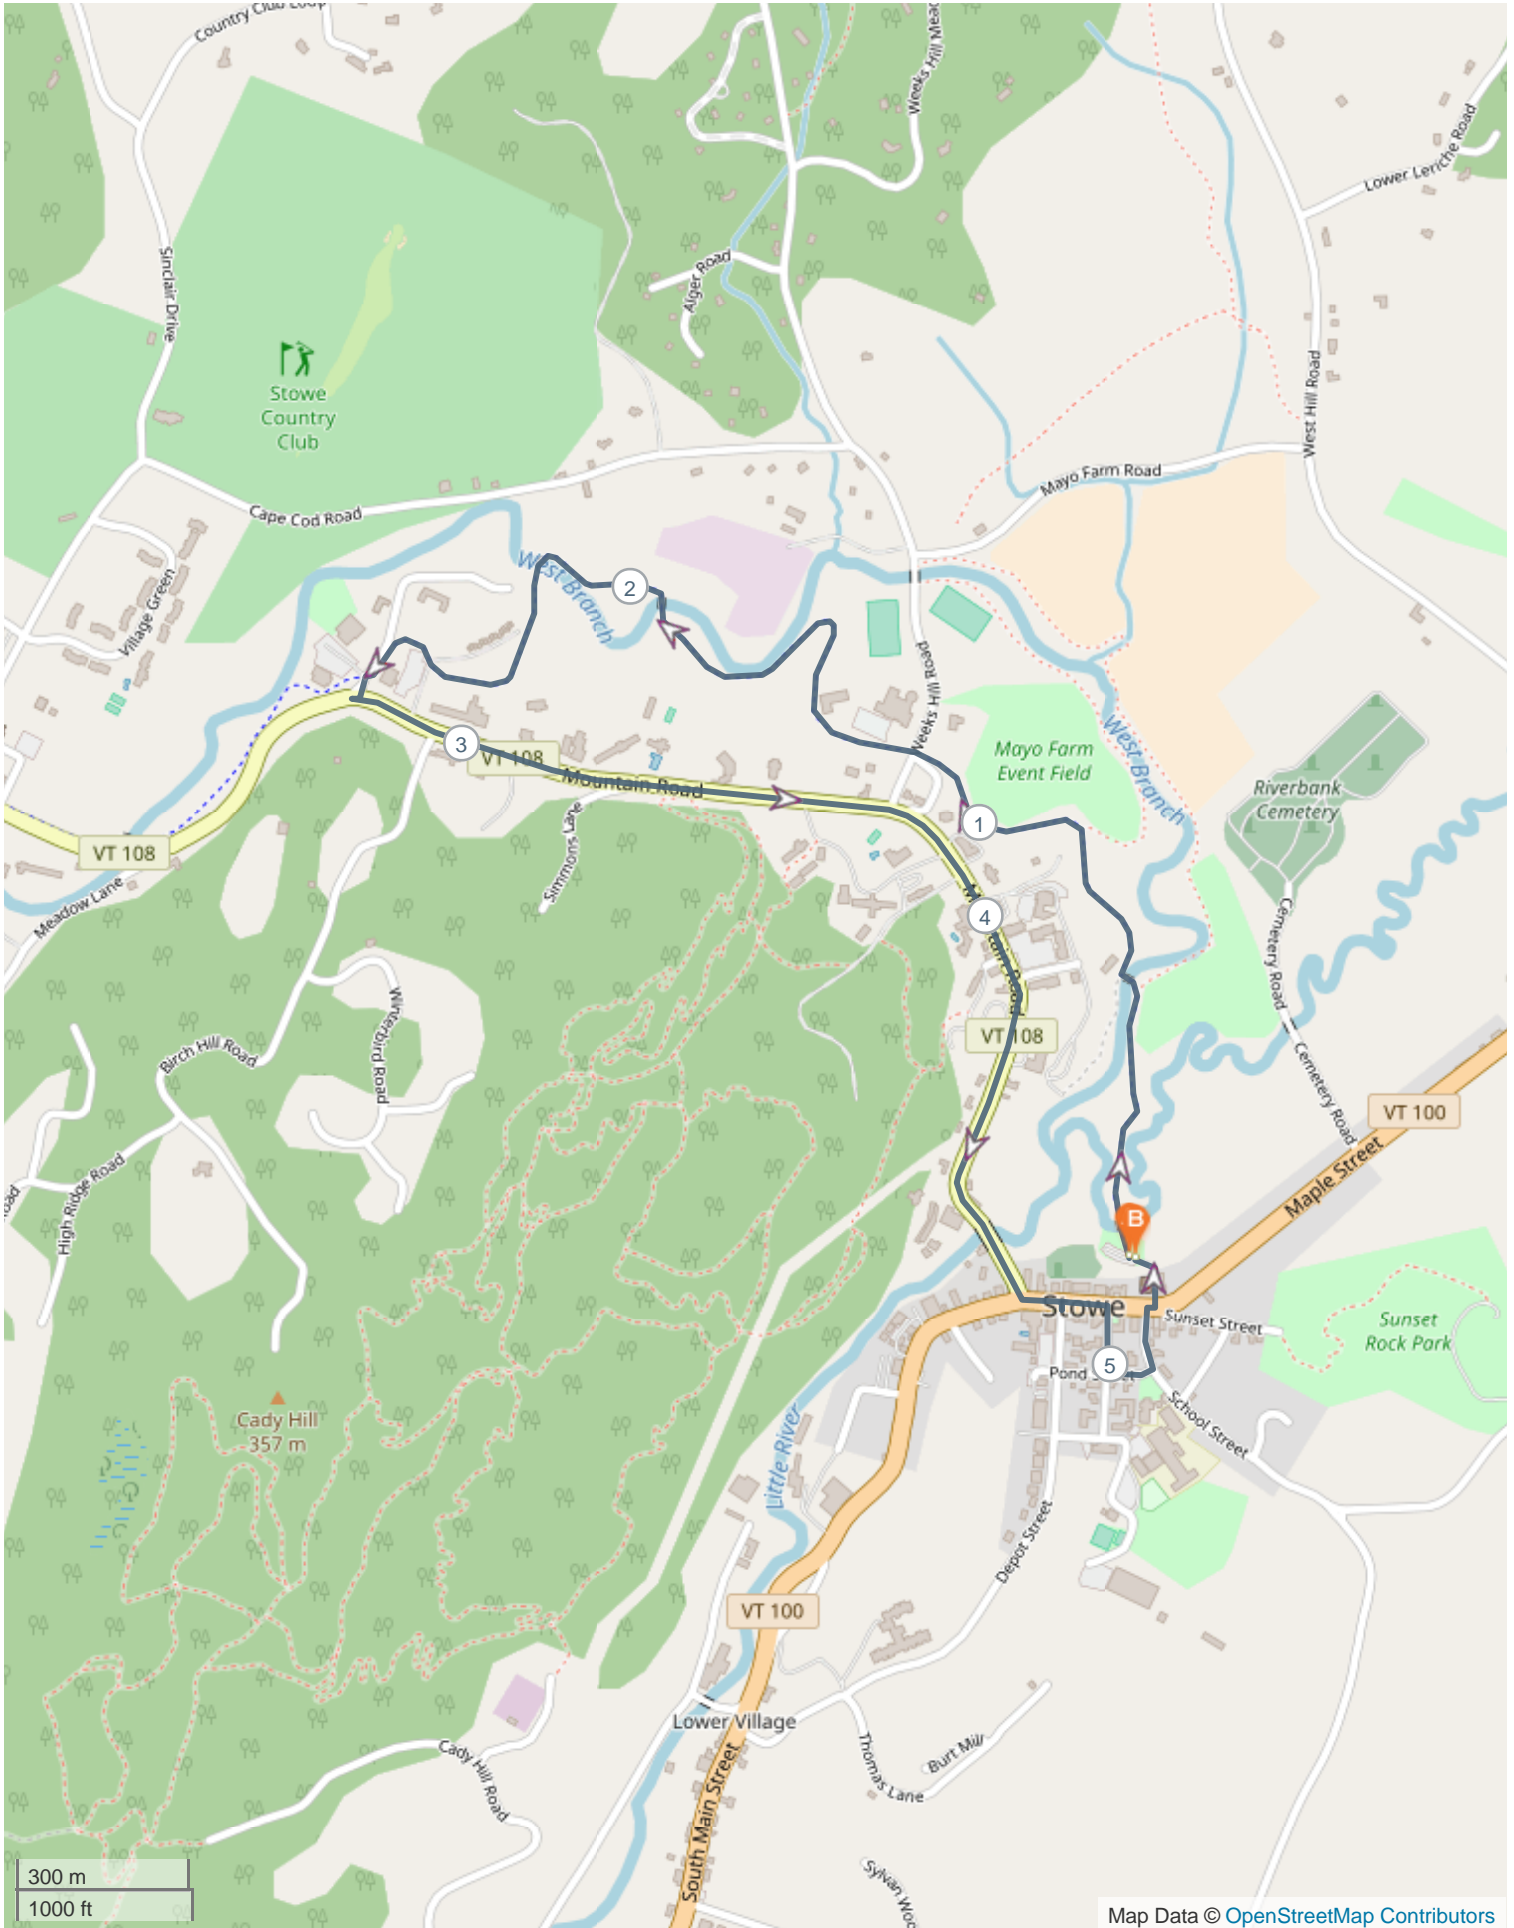 Country Club Loop
Weeks Hill Mead
Lower Leriche Road
Sinclair Drive
Alger Road
Stowe
Country
Club
West Hill Road
Mayo Farm Road
Cape Cod Road
West Branch
2
Village Green
Weeks Hill Road
Mayo Farm
Event Field
West Branch
Riverbank
Cemetery
3
VT 108
Mountain Road
1
VT 108
Simmons Lane
Meadow Lane
4
Cemetery Road
Winterbird Road
VT 108
Birch Hill Road
Cemetery Road
VT 100
Maple Street
High Ridge Road
oad
B
Stowe
Sunset Street
Sunset
Rock Park
5
School Street
Cady Hill
357 m
Little River
Depot Street
VT 100
Lower Village
Thomas Lane
Burt Mill
Cady Hill Road
South Main Street
Sylvan Woo
300 m
1000 ft
Map Data © OpenStreetMap Contributors